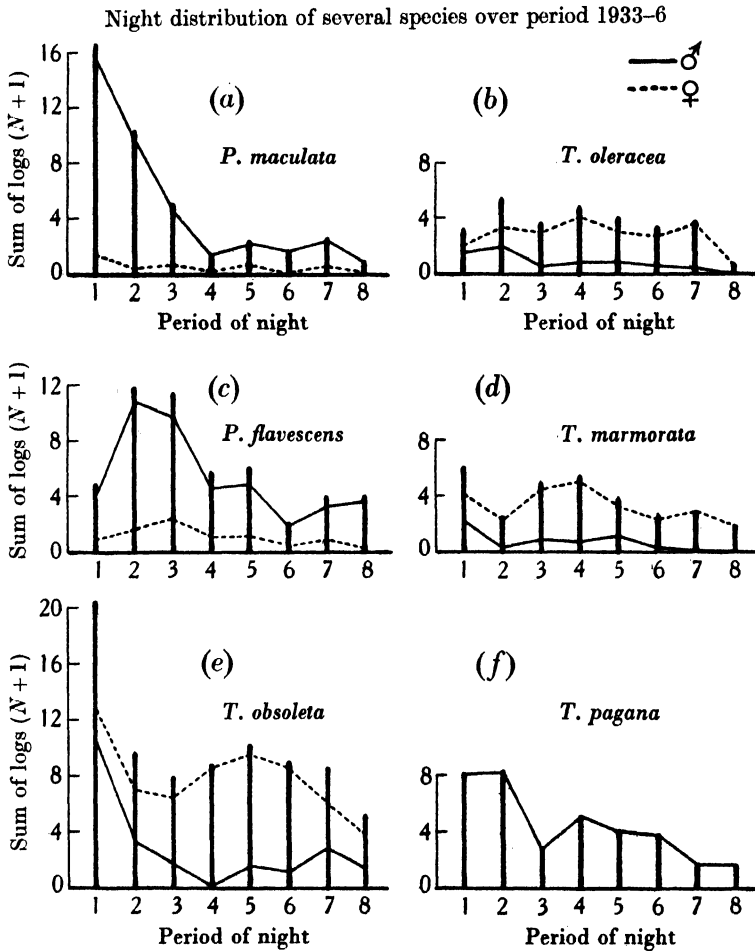 Night distribution of several species over period 1933–6
♂
♀
Sum of logs (N + 1)
16
12
8
4
0
(a)
P. maculata
1 2 3 4 5 6 7 8
Period of night
8
4
0
(b)
T. oleracea
1 2 3 4 5 6 7 8
Period of night
Sum of logs (N + 1)
12
8
4
0
(c)
P. flavescens
1 2 3 4 5 6 7 8
8
4
0
(d)
T. marmorata
1 2 3 4 5 6 7 8
Sum of logs (N + 1)
20
16
12
8
4
0
(e)
T. obsoleta
1 2 3 4 5 6 7 8
Period of night
8
4
0
(f)
T. pagana
1 2 3 4 5 6 7 8
Period of night